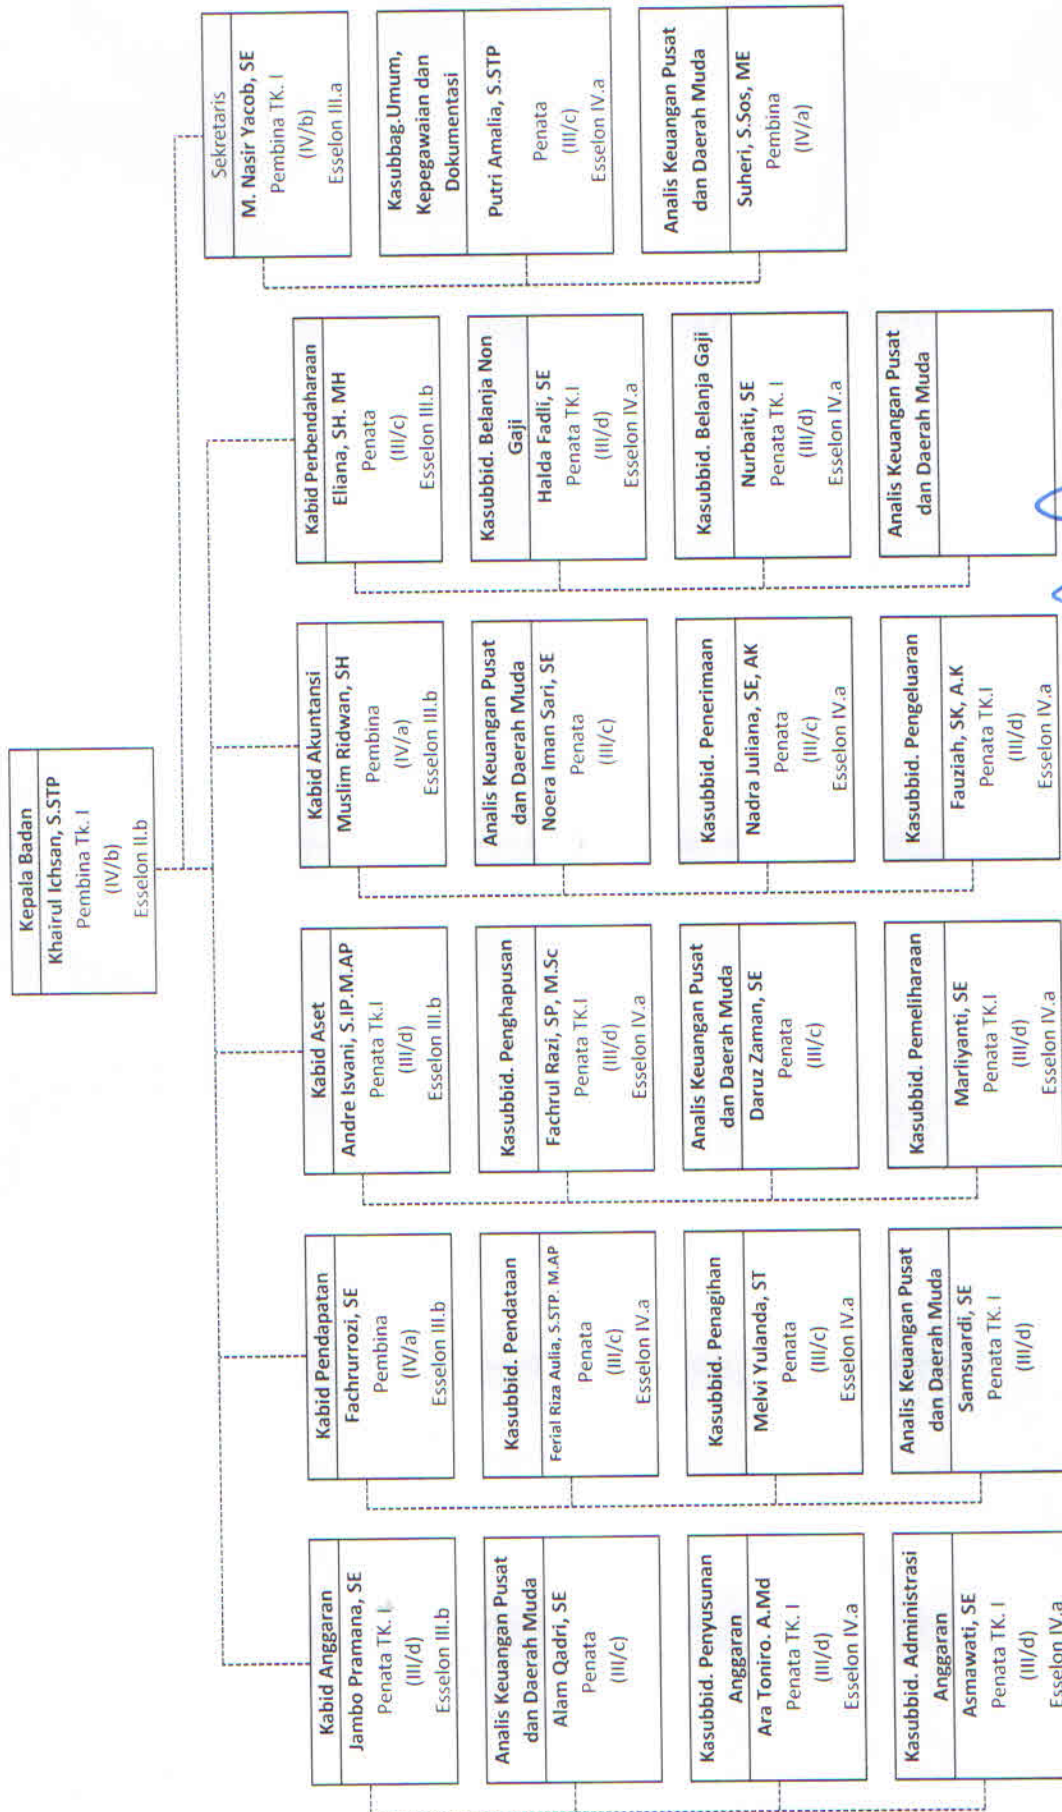 Kepala Badan
Khairul Ichsan, S.STP
Pembina Tk. I
(IV/b)
Esselon II.b
Sekretaris
M. Nasir Yacob, SE
Pembina TK. I
(IV/b)
Esselon III.a
Kasubbag.Umum,
Kepegawaian dan
Dokumentasi
Putri Amalia, S.STP
Penata
(III/c)
Esselon IV.a
Analis Keuangan Pusat
dan Daerah Muda
Suheri, S.Sos, ME
Pembina
(IV/a)
Kabid Anggaran
Jambo Pramana, SE
Penata TK. I
(III/d)
Esselon III.b
Analis Keuangan Pusat
dan Daerah Muda
Alam Qadri, SE
Penata
(III/c)
Kasubbid. Penyusunan
Anggaran
Ara Toniro. A.Md
Penata TK. I
(III/d)
Esselon IV.a
Kasubbid. Administrasi
Anggaran
Asmawati, SE
Penata TK. I
(III/d)
Esselon IV.a
Kabid Pendapatan
Fachrurrozi, SE
Pembina
(IV/a)
Esselon III.b
Kasubbid. Pendataan
Ferial Riza Aulia, S.STP. M.AP
Penata
(III/c)
Esselon IV.a
Kasubbid. Penagihan
Melvi Yulanda, ST
Penata
(III/c)
Esselon IV.a
Analis Keuangan Pusat
dan Daerah Muda
Samsuardi, SE
Penata TK. I
(III/d)
Kabid Aset
Andre Isvani, S.IP.M.AP
Penata Tk.I
(III/d)
Esselon III.b
Kasubbid. Penghapusan
Fachrul Razi, SP, M.Sc
Penata TK.I
(III/d)
Esselon IV.a
Analis Keuangan Pusat
dan Daerah Muda
Daruz Zaman, SE
Penata
(III/c)
Kasubbid. Pemeliharaan
Marliyanti, SE
Penata TK.I
(III/d)
Esselon IV.a
Kabid Akuntansi
Muslim Ridwan, SH
Pembina
(IV/a)
Esselon III.b
Analis Keuangan Pusat
dan Daerah Muda
Noera Iman Sari, SE
Penata
(III/c)
Kasubbid. Penerimaan
Nadra Juliana, SE, AK
Penata
(III/c)
Esselon IV.a
Kasubbid. Pengeluaran
Fauziah, SK, A.K
Penata TK.I
(III/d)
Esselon IV.a
Kabid Perbendaharaan
Eliana, SH. MH
Penata
(III/c)
Esselon III.b
Kasubbid. Belanja Non
Gaji
Halda Fadli, SE
Penata TK.I
(III/d)
Esselon IV.a
Kasubbid. Belanja Gaji
Nurbaiti, SE
Penata TK. I
(III/d)
Esselon IV.a
Analis Keuangan Pusat
dan Daerah Muda